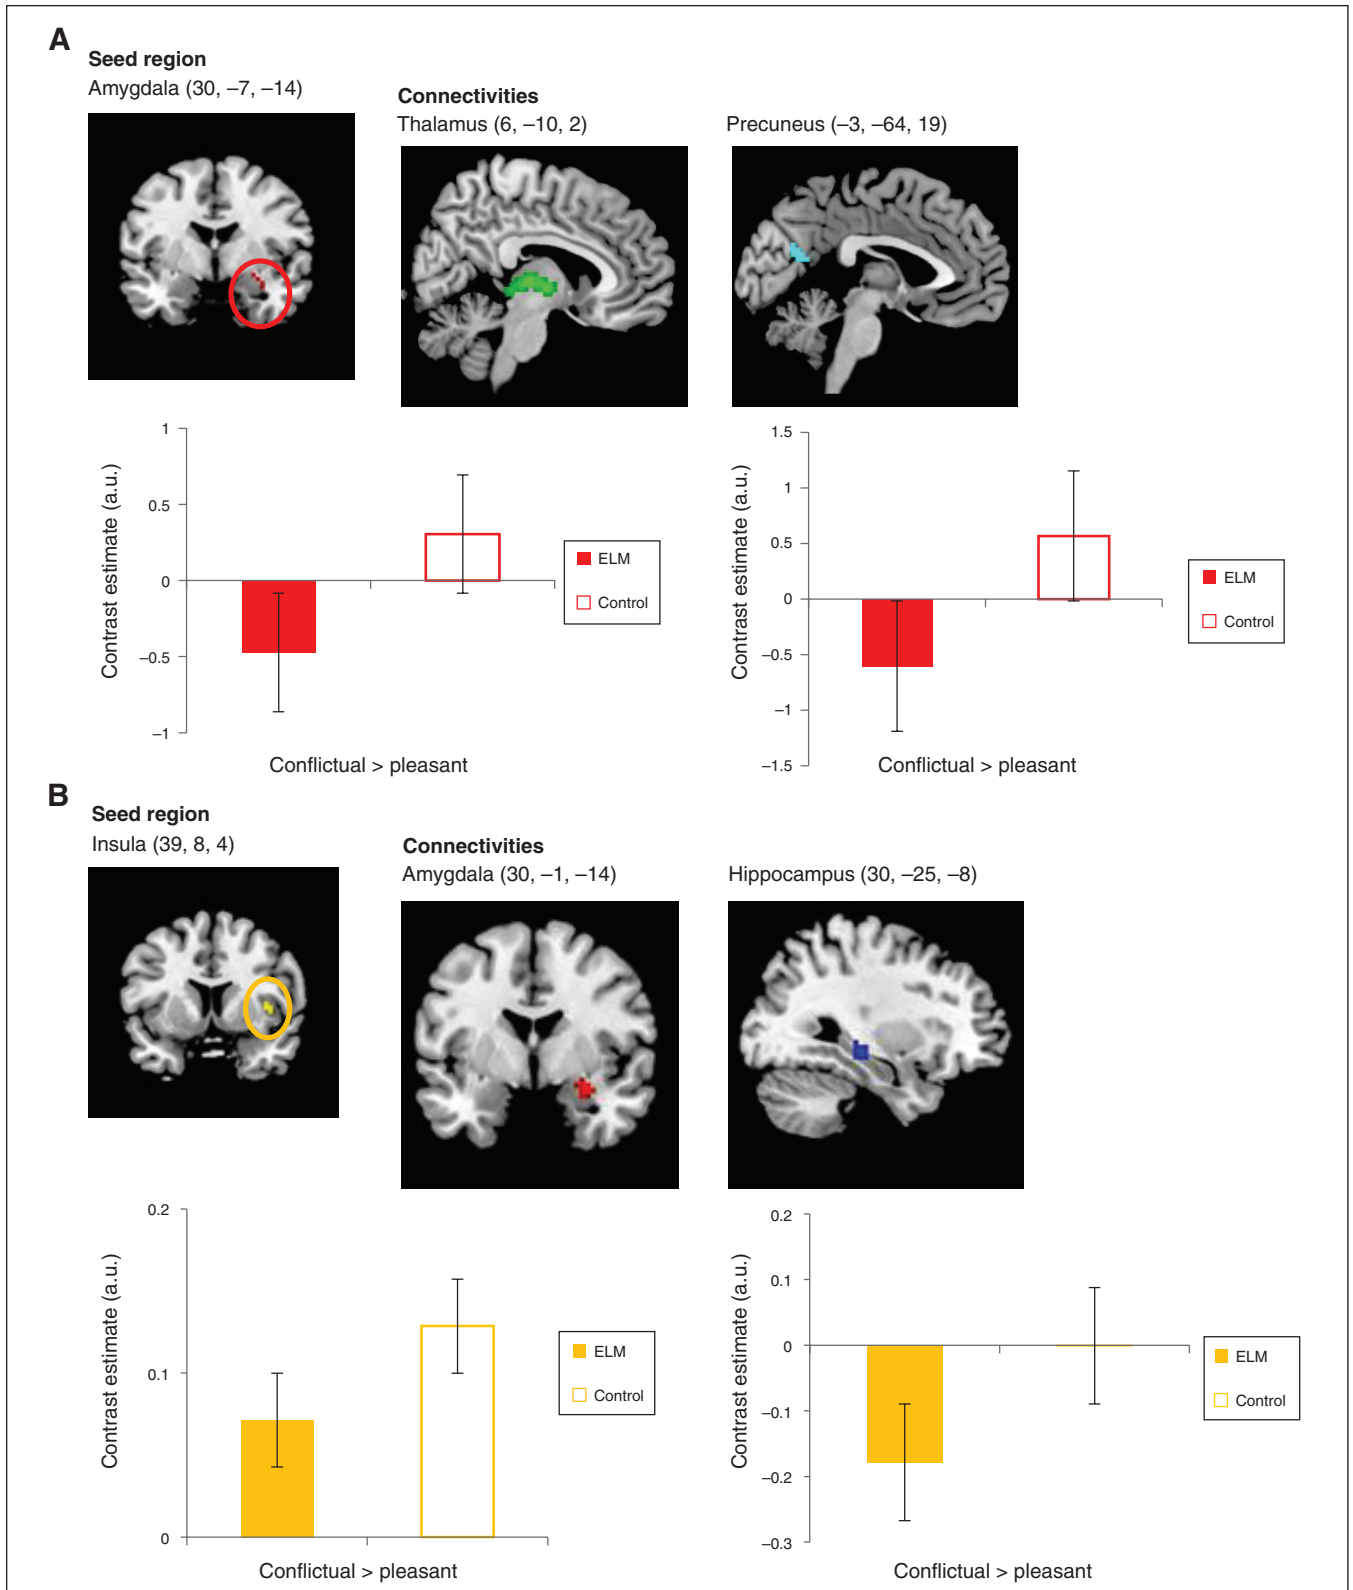 A
Seed region
Amygdala (30, –7, –14)
Connectivities
Thalamus (6, –10, 2)
Precuneus (–3, –64, 19)
Contrast estimate (a.u.)
1
0.5
0
–0.5
–1
ELM
Control
Conflictual > pleasant
Contrast estimate (a.u.)
1.5
1
0.5
0
–0.5
–1
–1.5
ELM
Control
Conflictual > pleasant
B
Seed region
Insula (39, 8, 4)
Connectivities
Amygdala (30, –1, –14)
Hippocampus (30, –25, –8)
Contrast estimate (a.u.)
0.2
0.1
0
ELM
Control
Conflictual > pleasant
Contrast estimate (a.u.)
0.2
0.1
0
–0.1
–0.2
–0.3
ELM
Control
Conflictual > pleasant